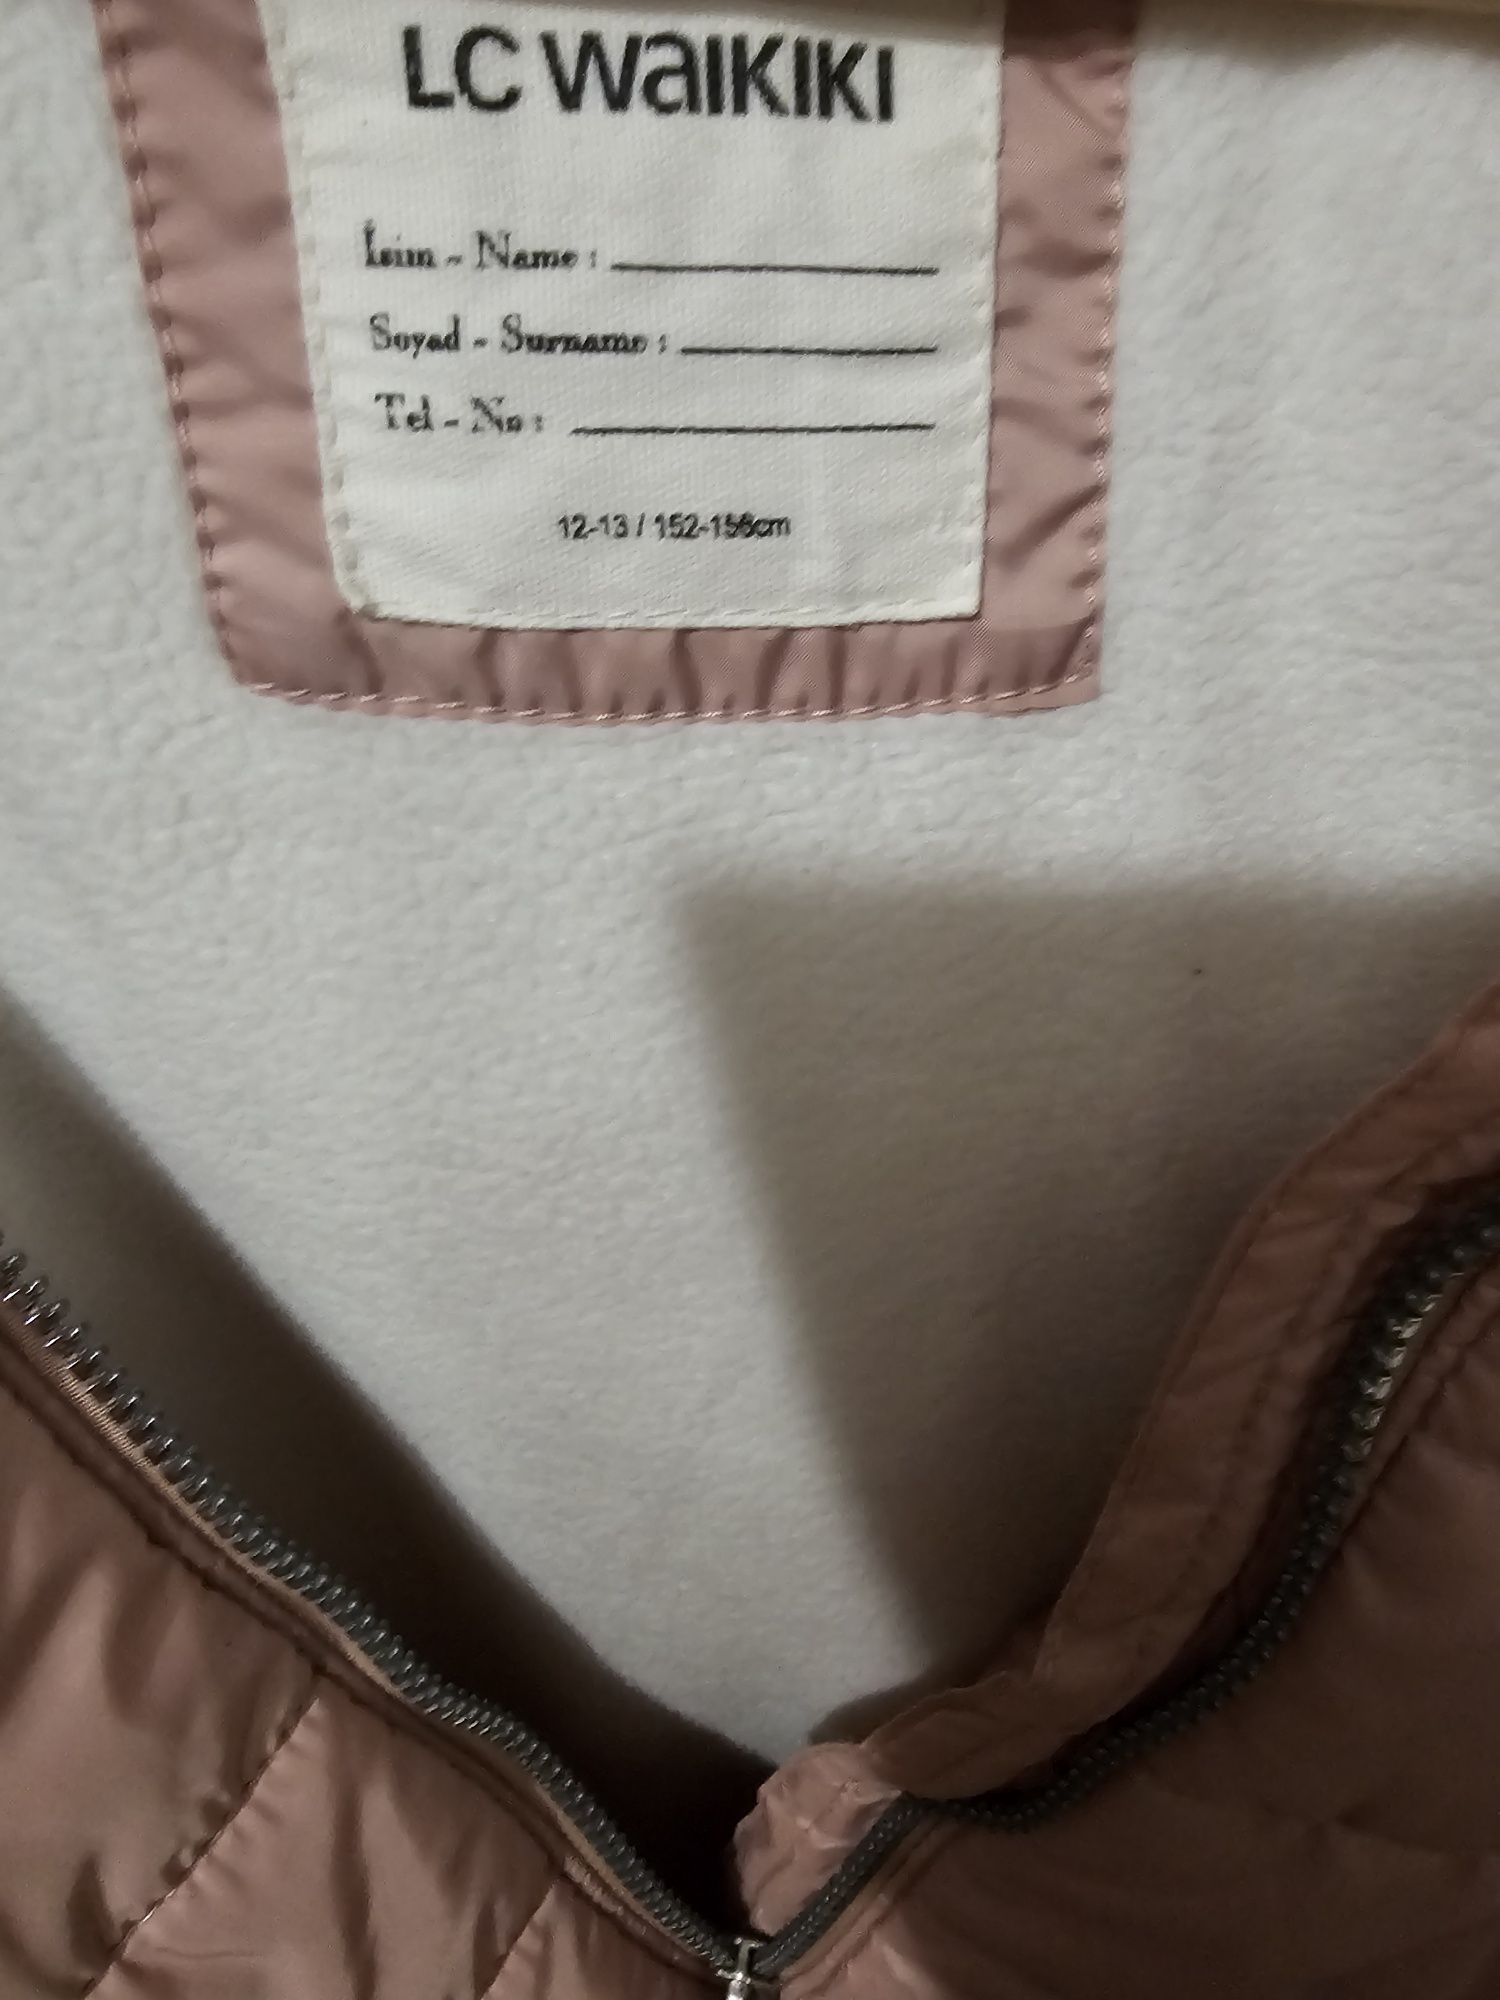 LC WAIKIKI
İsim - Name :
Soyad - Surname :
Tel - No :
12-13 / 152-158cm